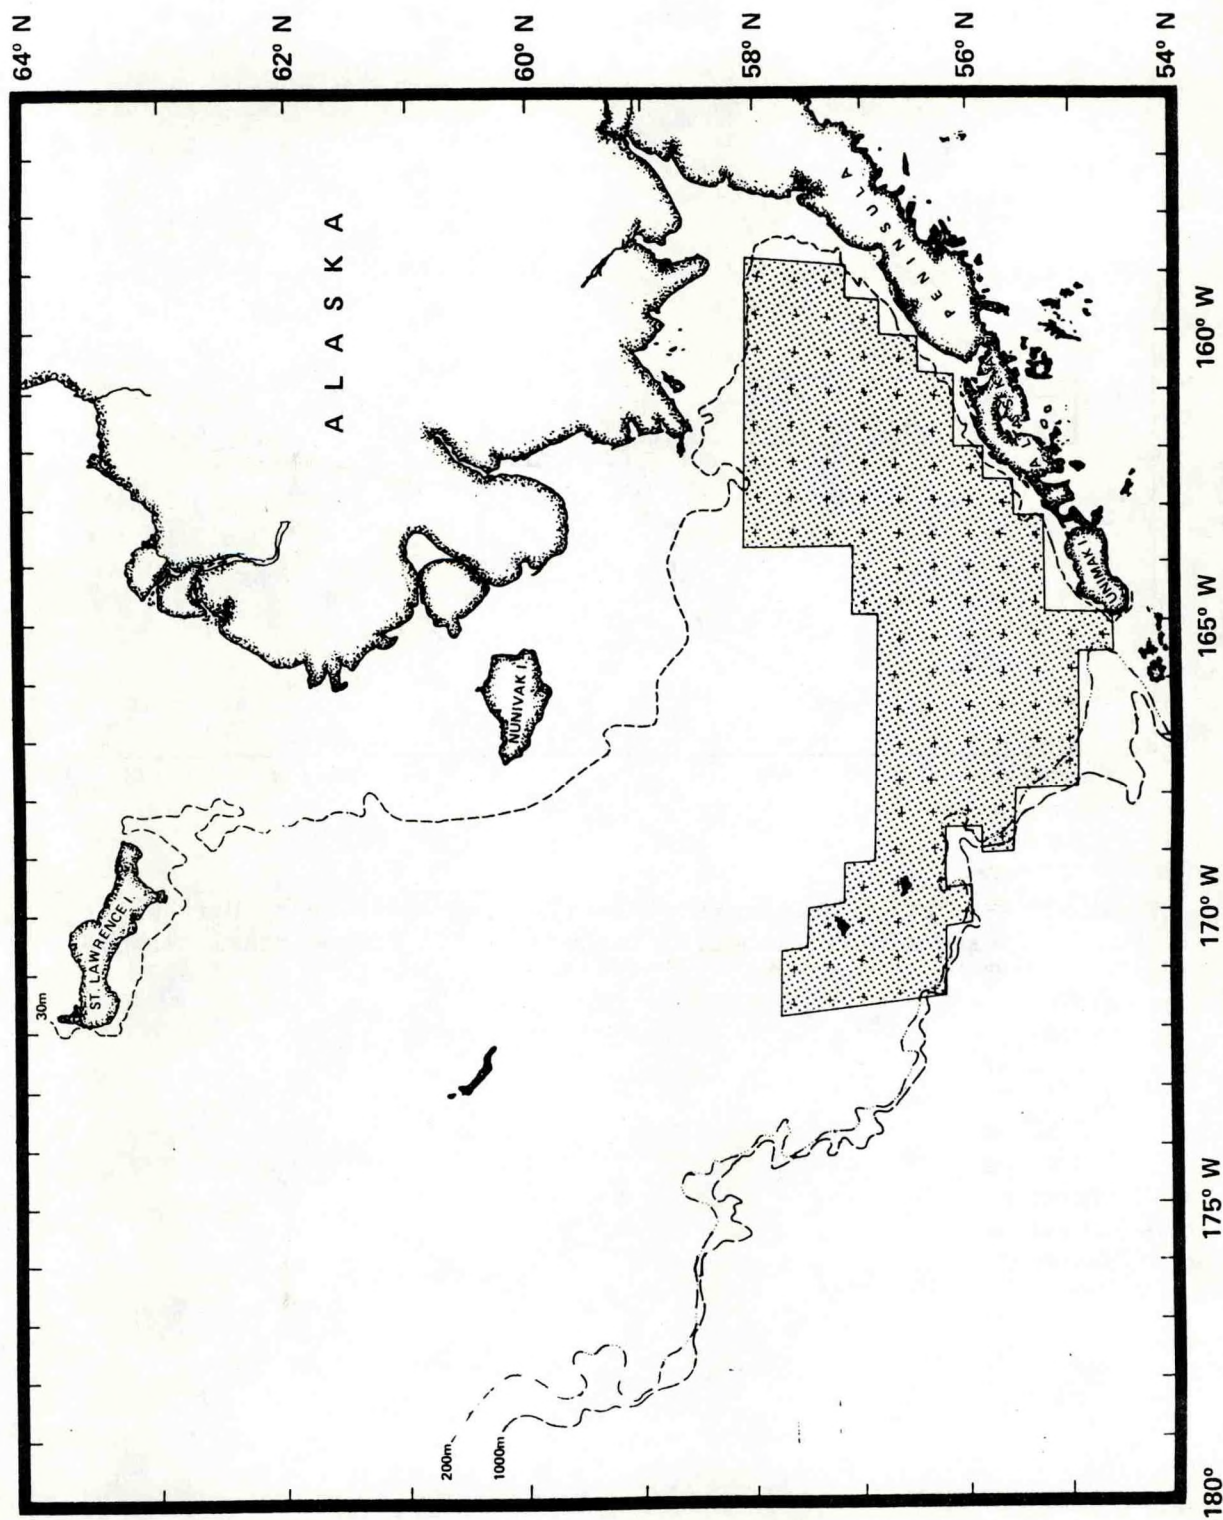 64° N
62°
60°
58°
56° N
54° N
ALASKA
PENINSULA
ST. LAWRENCE I.
NUNIVAK I.
UNIMAK I.
30m
200m
1000m
160° W
165° W
170° W
175° W
180°